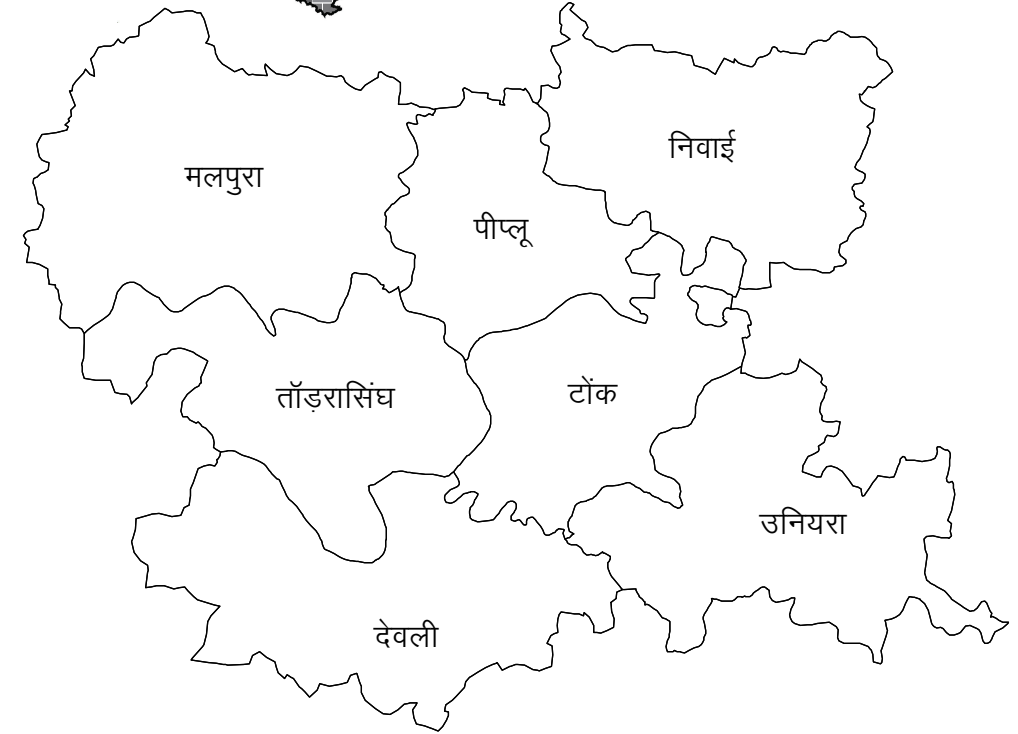 निवाई
मलपुरा
पीप्लू
टोंक
तॉड़रासिंघ
उनियरा
देवली